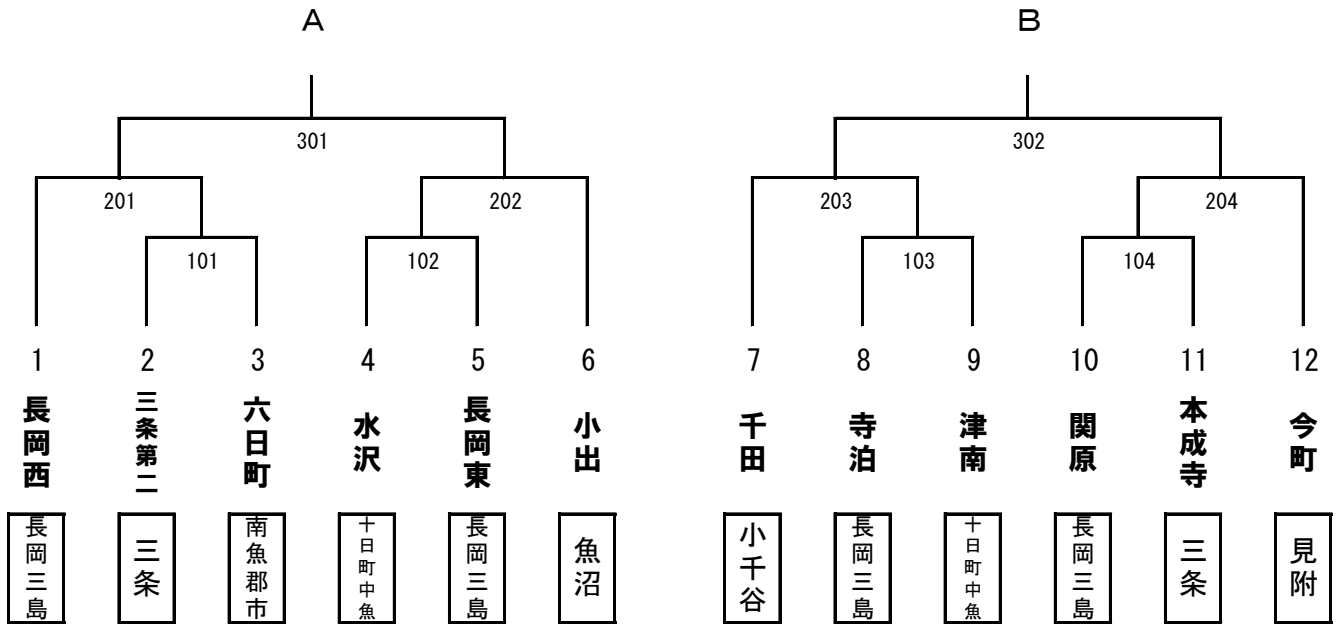 A
B
301
302
201
202
203
204
101
102
103
104
1
2
3
4
5
6
7
8
9
10
11
12
長岡西
三条第二
六日町
水沢
長岡東
小出
千田
寺泊
津南
関原
本成寺
今町
長岡三島
三条
南魚郡市
十日町中魚
長岡三島
魚沼
小千谷
長岡三島
十日町中魚
長岡三島
三条
見附